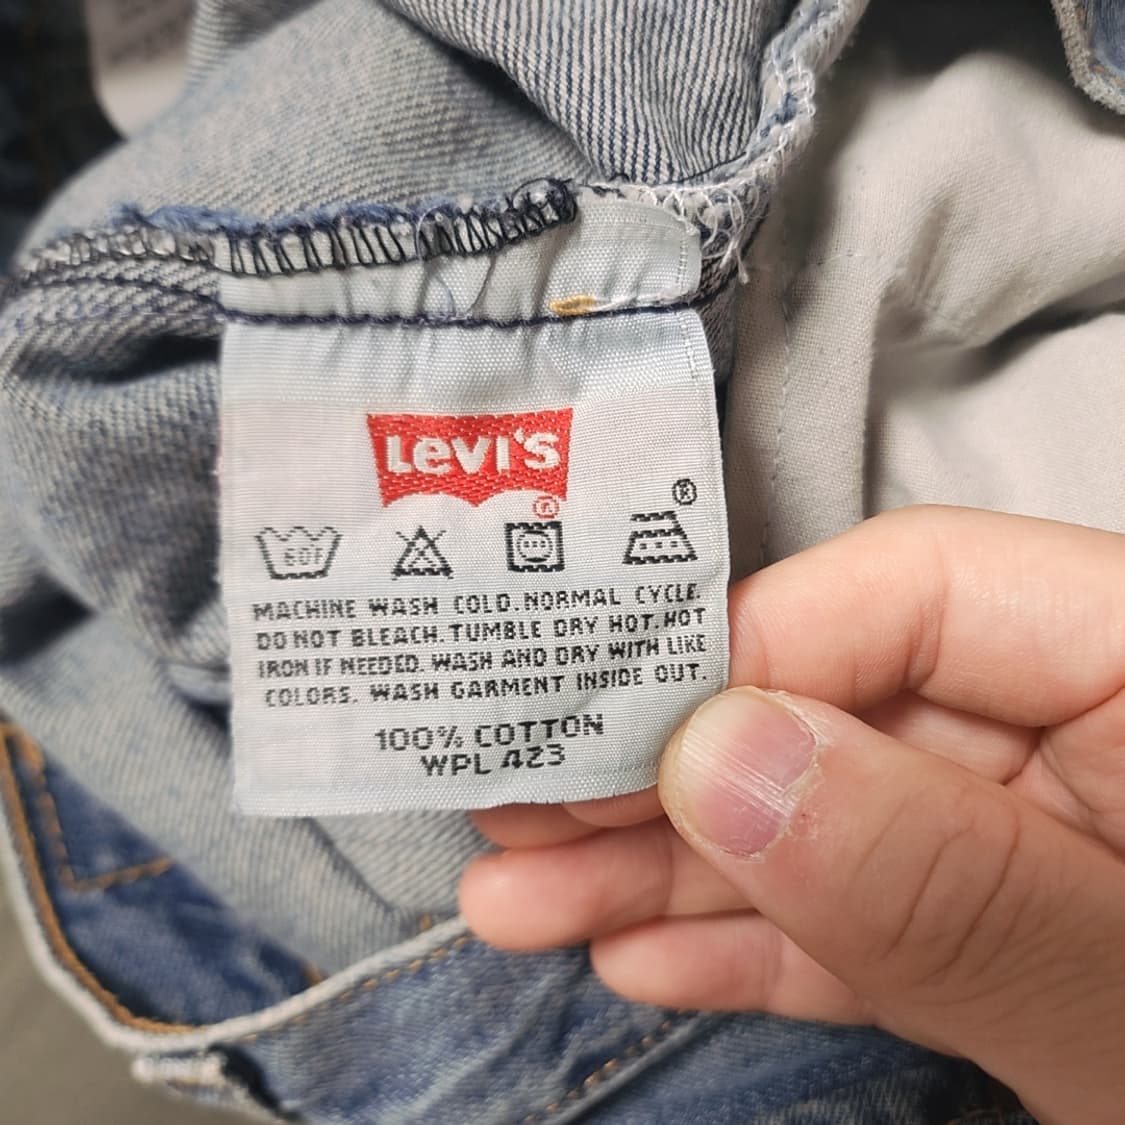 LEVI'S
®
®
60F
MACHINE WASH COLD.NORMAL CYCLE.
DO NOT BLEACH.TUMBLE DRY HOT.HOT
IRON IF NEEDED. WASH AND DRY WITH LIKE
COLORS. WASH GARMENT INSIDE OUT.
100% COTTON
WPL 423